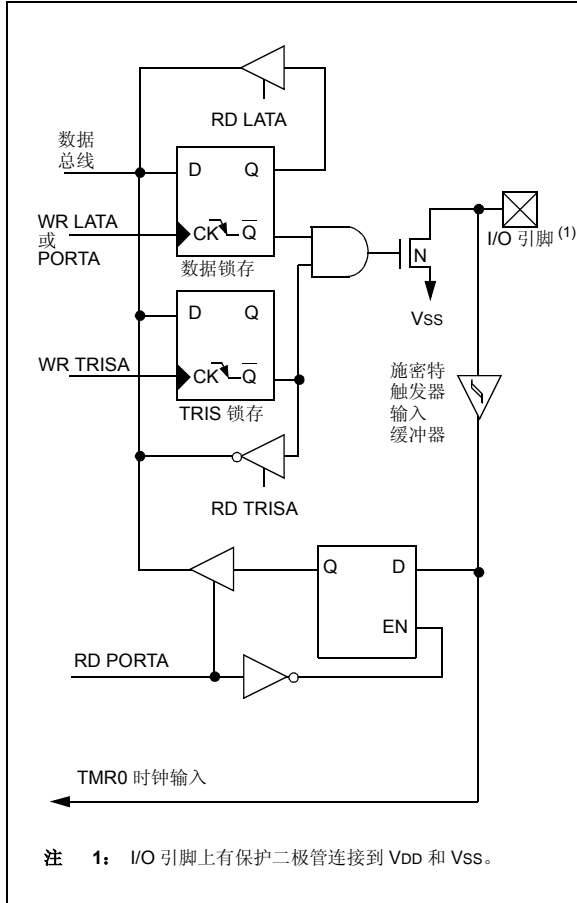 RD LATA
数据
总线
D Q
WR LATA
或
PORTA
CK Q
数据锁存
N
I/O 引脚 (1)
VSS
D Q
WR TRISA
CK Q
TRIS 锁存
施密特
触发器
输入
缓冲器
RD TRISA
Q D
EN
RD PORTA
TMR0 时钟输入
注 1: I/O 引脚上有保护二极管连接到 VDD 和 VSS。